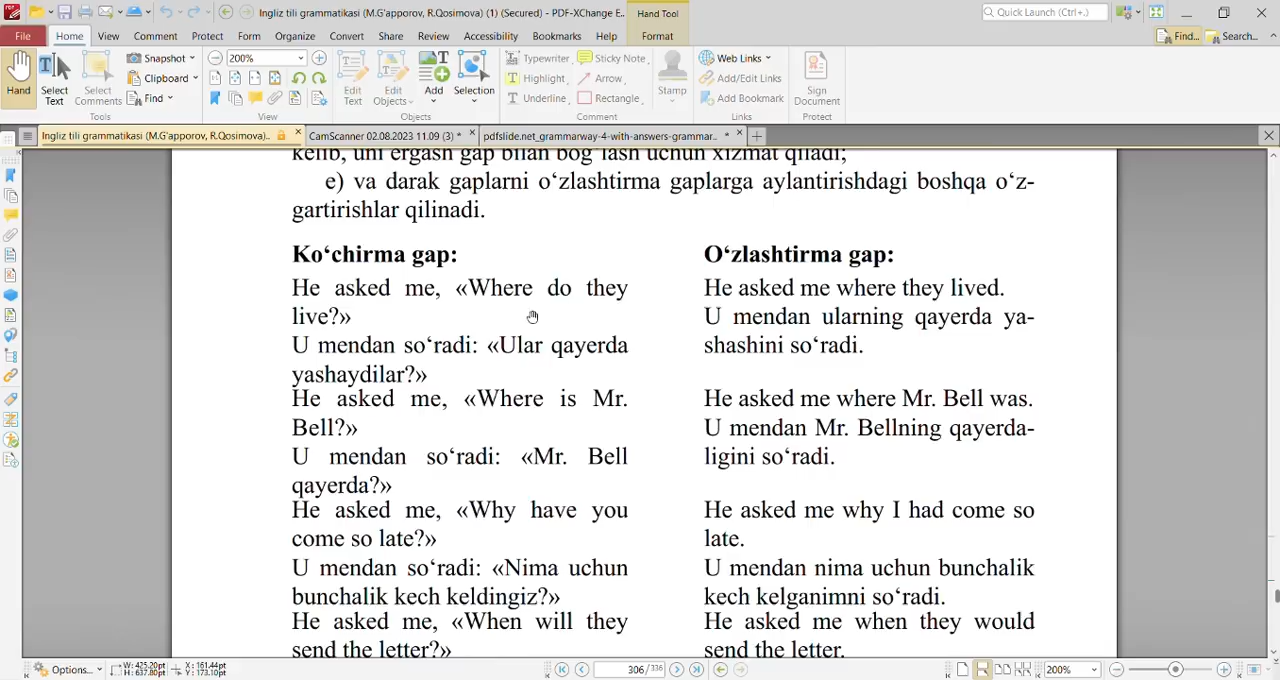 Ingliz tili grammatikasi (M.G'apporov, R.Qosimova) (1) (Secured) - PDF-XChange E...
Hand Tool
Quick Launch (Ctrl+.)
File Home View Comment Protect Form Organize Convert Share Review Accessibility Bookmarks Help Format
Find... Search...
Hand
Select Text
Select Comments
Snapshot
Clipboard
Find
Tools
200%
View
Edit Text
Edit Objects
Add
Selection
Objects
Typewriter
Highlight
Underline
Sticky Note
Arrow
Rectangle
Stamp
Comment
Web Links
Add/Edit Links
Add Bookmark
Links
Sign Document
Protect
Ingliz tili grammatikasi (M.G'apporov, R.Qosimova)..
CamScanner 02.08.2023 11.09 (3) *
pdfslide.net_grammarway-4-with-answers-grammar... *
kelib, uni ergash gap bilan bog‘lash uchun xizmat qiladi;
e) va darak gaplarni o‘zlashtirma gaplarga aylantirishdagi boshqa o‘z-
gartirishlar qilinadi.
Ko‘chirma gap:
He asked me, «Where do they
live?»
U mendan so‘radi: «Ular qayerda
yashaydilar?»
He asked me, «Where is Mr.
Bell?»
U mendan so‘radi: «Mr. Bell
qayerda?»
He asked me, «Why have you
come so late?»
U mendan so‘radi: «Nima uchun
bunchalik kech keldingiz?»
He asked me, «When will they
send the letter?»
O‘zlashtirma gap:
He asked me where they lived.
U mendan ularning qayerda ya-
shashini so‘radi.
He asked me where Mr. Bell was.
U mendan Mr. Bellning qayerda-
ligini so‘radi.
He asked me why I had come so
late.
U mendan nima uchun bunchalik
kech kelganimni so‘radi.
He asked me when they would
send the letter.
Options...
W: 425.20pt
H: 637.80pt
X: 161.44pt
Y: 173.10pt
306/336
200%